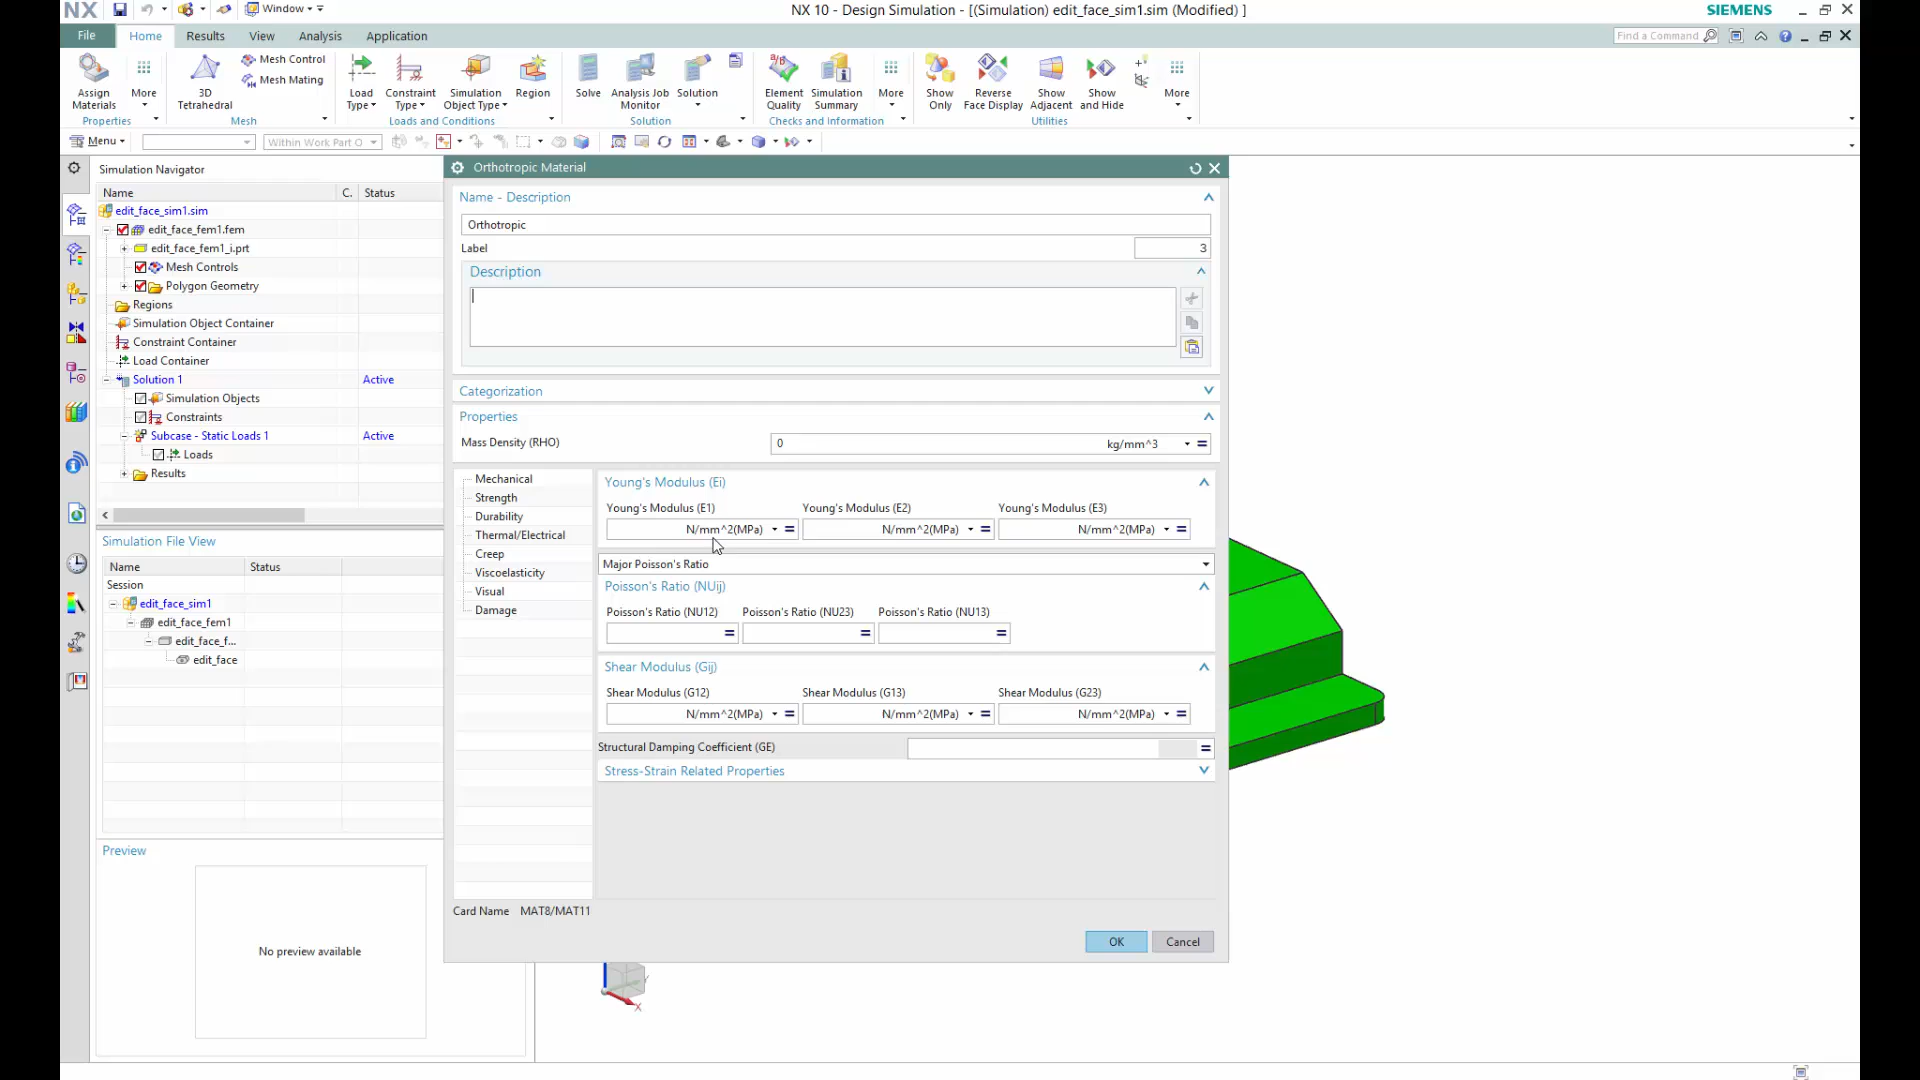 NX Window NX 10 - Design Simulation - [(Simulation) edit_face_sim1.sim (Modified) ] SIEMENS
File Home Results View Analysis Application Find a Command
Assign Materials More 3D Tetrahedral Mesh Control Mesh Mating Load Type Constraint Type Simulation Object Type Region Solve Analysis Job Monitor Solution Element Quality Simulation Summary More Show Only Reverse Face Display Show Adjacent Show and Hide More
Properties Mesh Loads and Conditions Solution Checks and Information Utilities
Menu Within Work Part O
Simulation Navigator
Name C. Status
edit_face_sim1.sim
edit_face_fem1.fem
edit_face_fem1_i.prt
Mesh Controls
Polygon Geometry
Regions
Simulation Object Container
Constraint Container
Load Container
Solution 1 Active
Simulation Objects
Constraints
Subcase - Static Loads 1 Active
Loads
Results
Simulation File View
Name Status
Session
edit_face_sim1
edit_face_fem1
edit_face_f...
edit_face
Preview
No preview available
Orthotropic Material
Name - Description
Orthotropic
Label 3
Description
Categorization
Properties
Mass Density (RHO) 0 kg/mm^3
Mechanical
Strength
Durability
Thermal/Electrical
Creep
Viscoelasticity
Visual
Damage
Young's Modulus (Ei)
Young's Modulus (E1) Young's Modulus (E2) Young's Modulus (E3)
N/mm^2(MPa) N/mm^2(MPa) N/mm^2(MPa)
Major Poisson's Ratio
Poisson's Ratio (NUij)
Poisson's Ratio (NU12) Poisson's Ratio (NU23) Poisson's Ratio (NU13)
Shear Modulus (Gij)
Shear Modulus (G12) Shear Modulus (G13) Shear Modulus (G23)
N/mm^2(MPa) N/mm^2(MPa) N/mm^2(MPa)
Structural Damping Coefficient (GE)
Stress-Strain Related Properties
Card Name MAT8/MAT11
OK Cancel
X